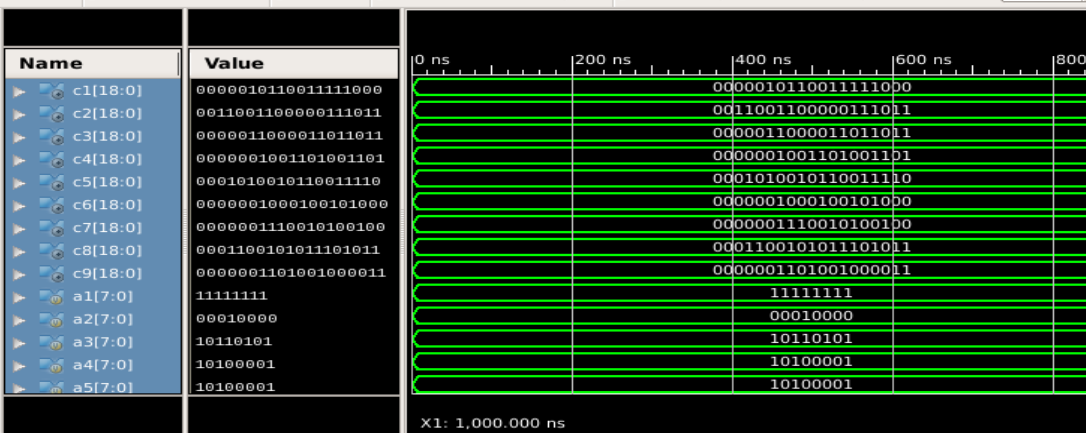 Name Value 0 ns 200 ns 400 ns 600 ns 800
c1[18:0] 0000010110011111000 0000010110011111000
c2[18:0] 0011001100000111011 0011001100000111011
c3[18:0] 0000011000011011011 0000011000011011011
c4[18:0] 0000001001101001101 0000001001101001101
c5[18:0] 0001010010110011110 0001010010110011110
c6[18:0] 0000001000100101000 0000001000100101000
c7[18:0] 0000001110010100100 0000001110010100100
c8[18:0] 0001100101011101011 0001100101011101011
c9[18:0] 0000001101001000011 0000001101001000011
a1[7:0] 11111111 11111111
a2[7:0] 00010000 00010000
a3[7:0] 10110101 10110101
a4[7:0] 10100001 10100001
a5[7:0] 10100001 10100001
X1: 1,000.000 ns